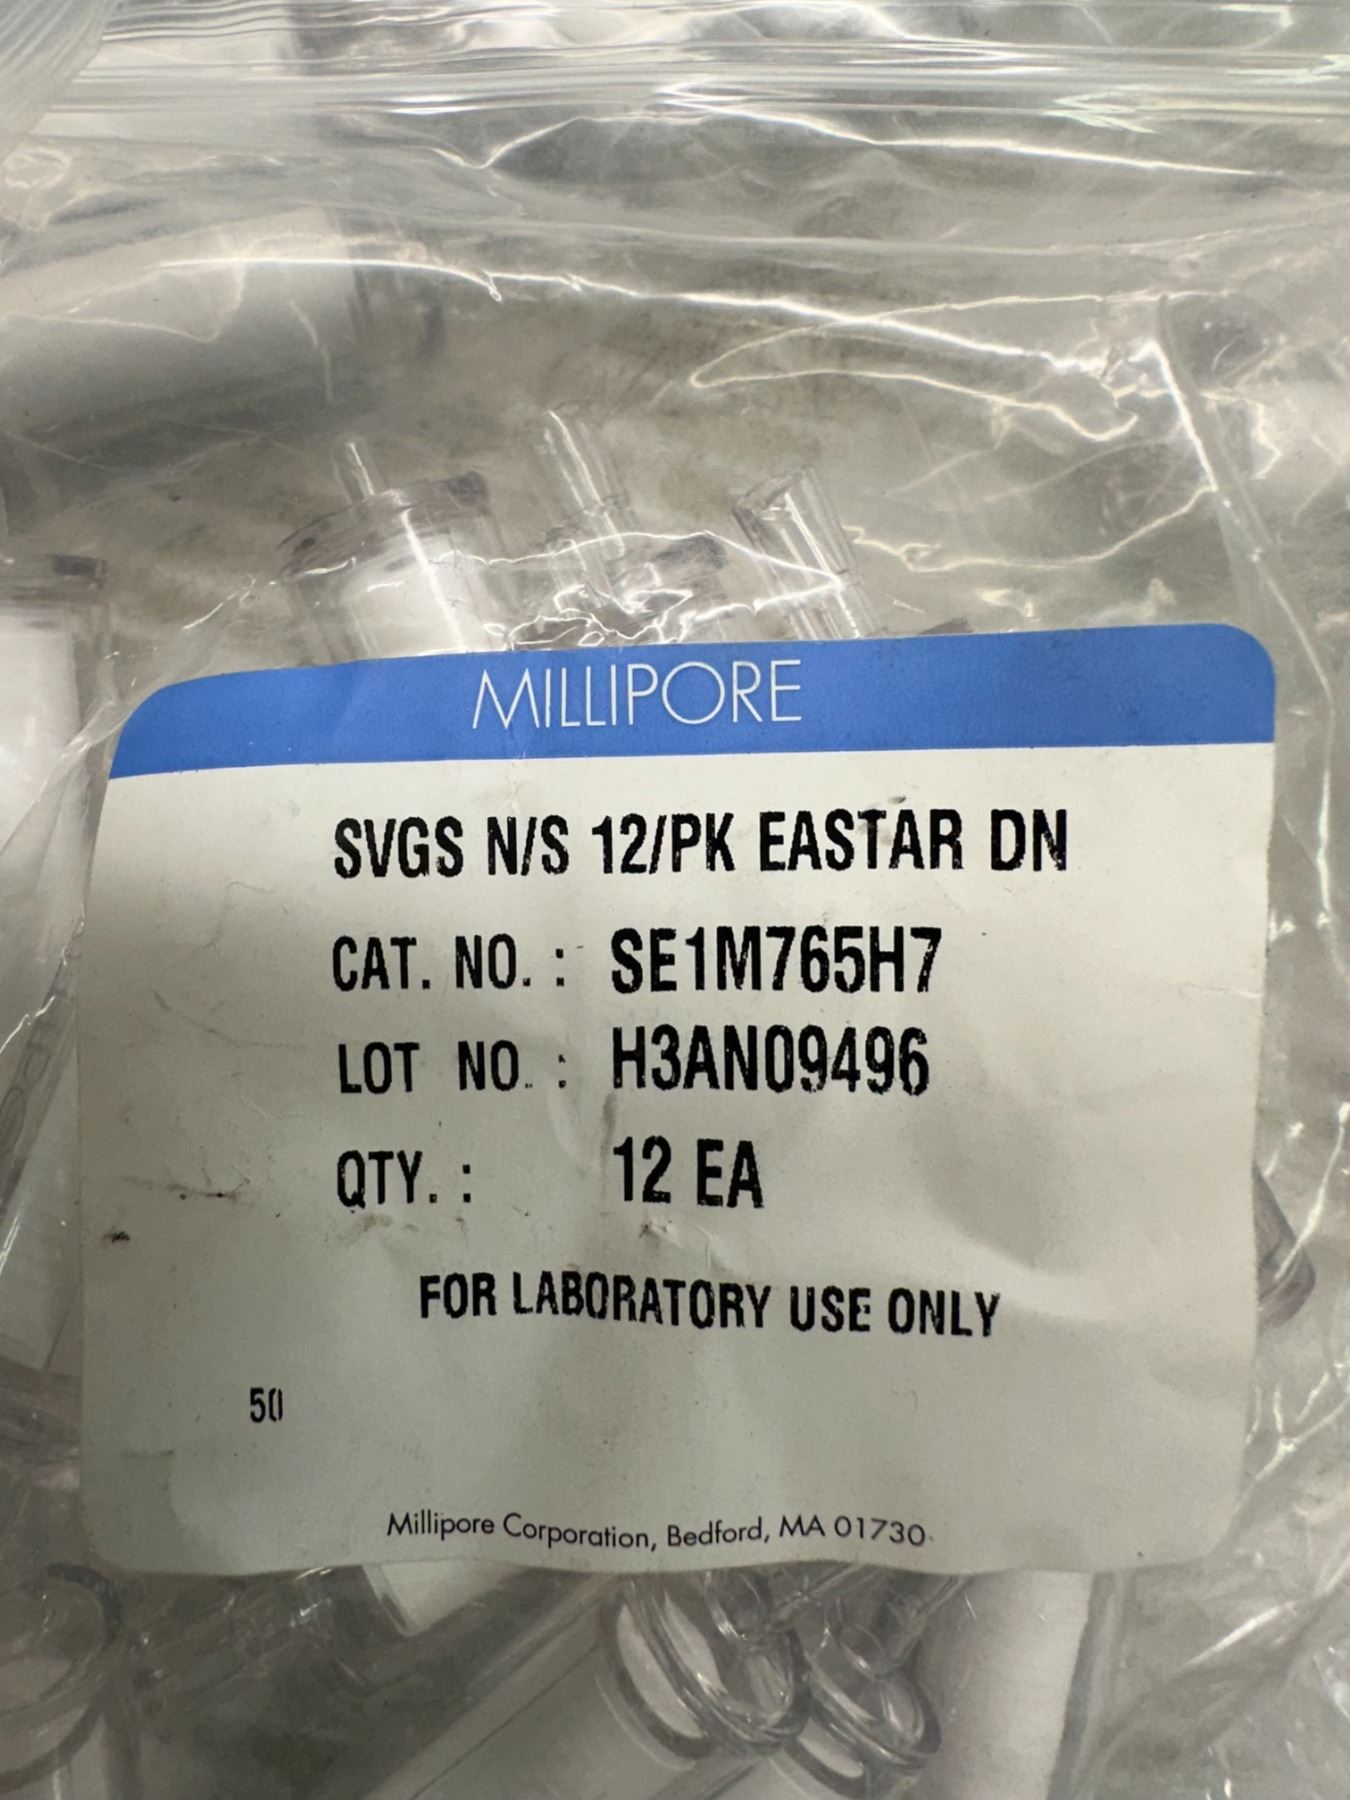 MILLIPORE
SVGS N/S 12/PK EASTAR DN
CAT. NO. : SE1M765H7
LOT NO. : H3AN09496
QTY. : 12 EA
FOR LABORATORY USE ONLY
50
Millipore Corporation, Bedford, MA 01730